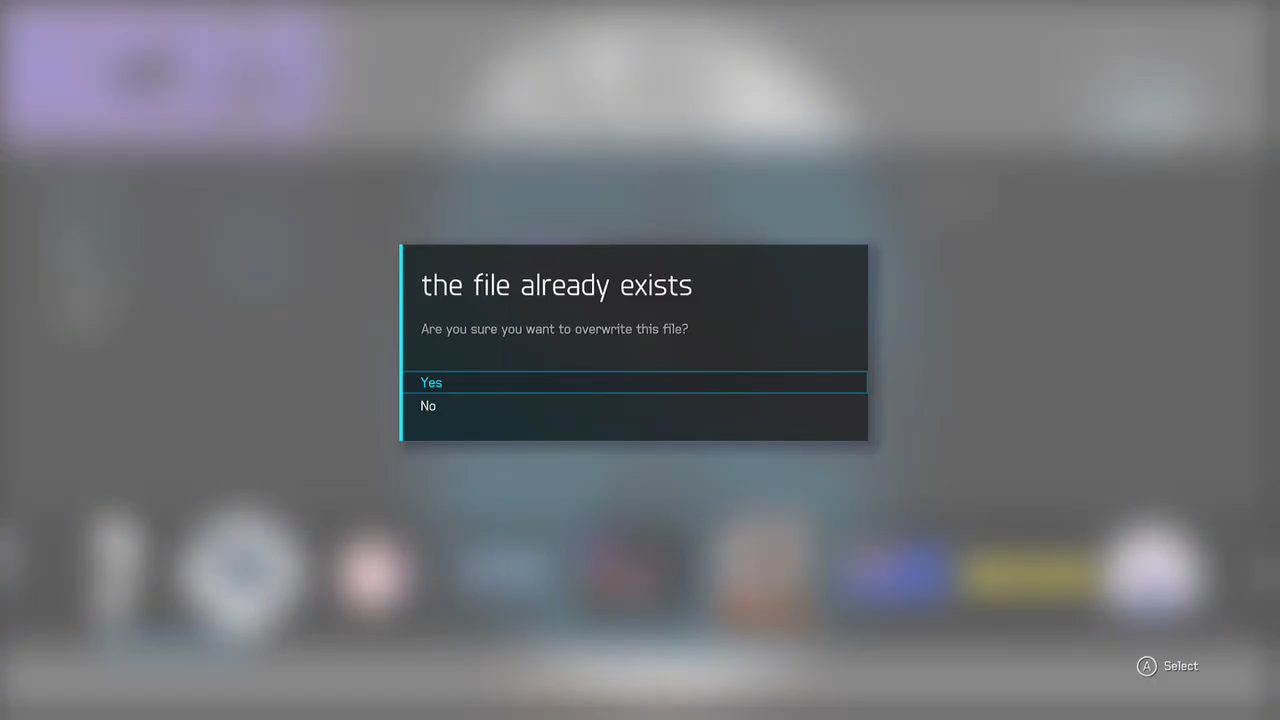 the file already exists
Are you sure you want to overwrite this file?
Yes
No
A Select